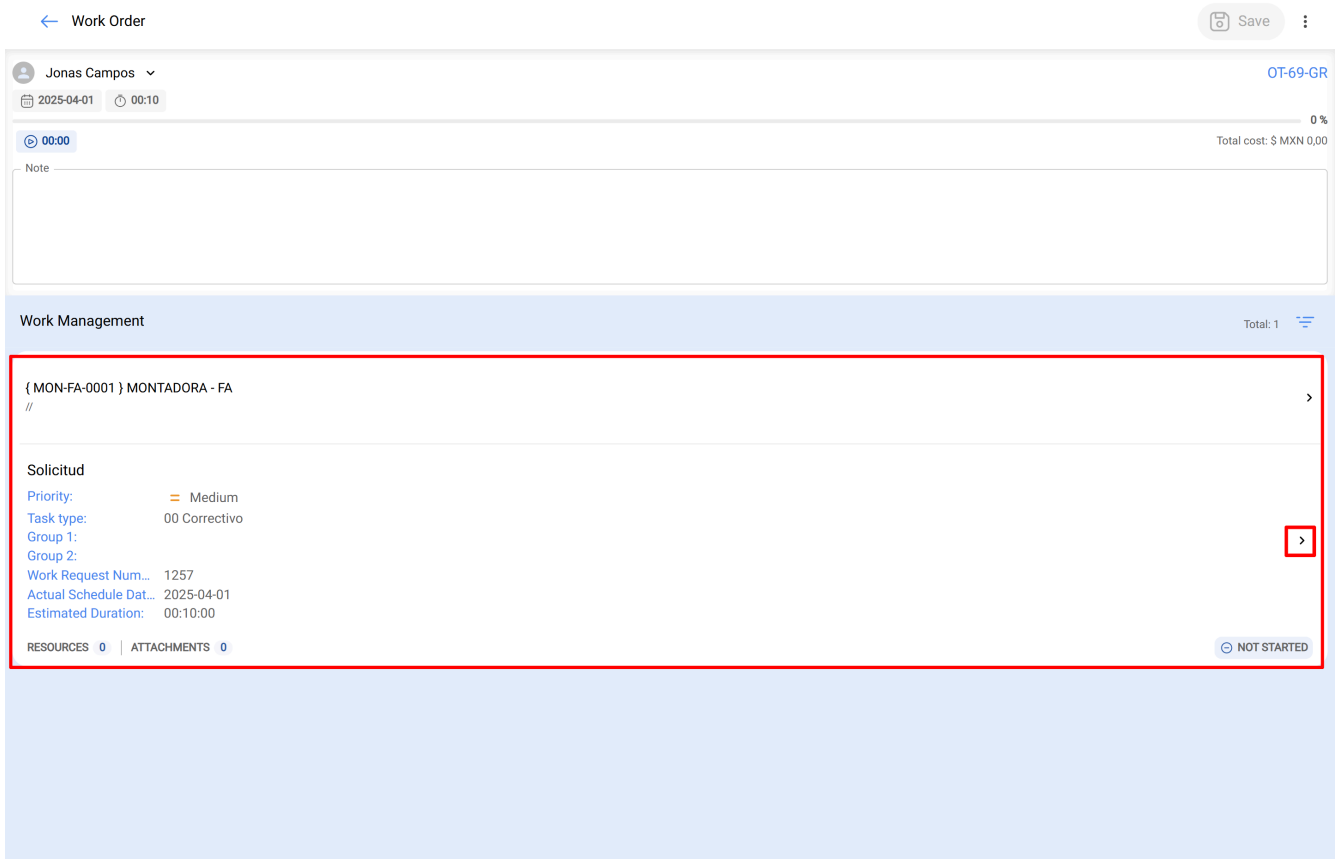 Work Order
Save
Jonas Campos
OT-69-GR
2025-04-01 00:10
0 %
00:00
Total cost: $ MXN 0,00
Note
Work Management
Total: 1
{ MON-FA-0001 } MONTADORA - FA
//
Solicitud
Priority: Medium
Task type: 00 Correctivo
Group 1:
Group 2:
Work Request Num... 1257
Actual Schedule Dat... 2025-04-01
Estimated Duration: 00:10:00
RESOURCES 0 | ATTACHMENTS 0
NOT STARTED